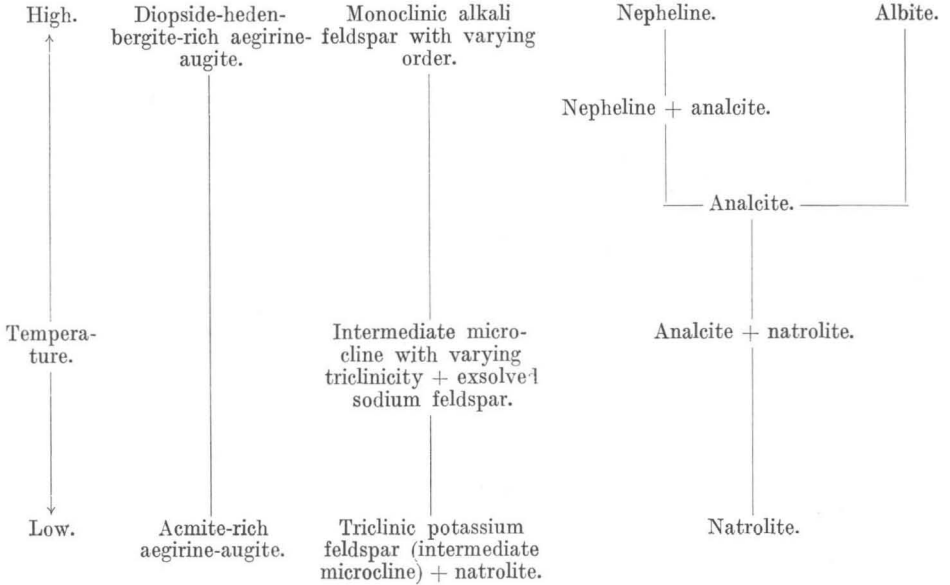 High.
Diopside-heden-
bergite-rich aegirine-
augite.
Monoclinic alkali
feldspar with varying
order.
Nepheline.
Albite.
Nepheline + analcite.
Analcite.
Tempera-
ture.
Intermediate micro-
cline with varying
triclinicity + exsolved
sodium feldspar.
Analcite + natrolite.
Low.
Acmite-rich
aegirine-augite.
Triclinic potassium
feldspar (intermediate
microcline) + natrolite.
Natrolite.